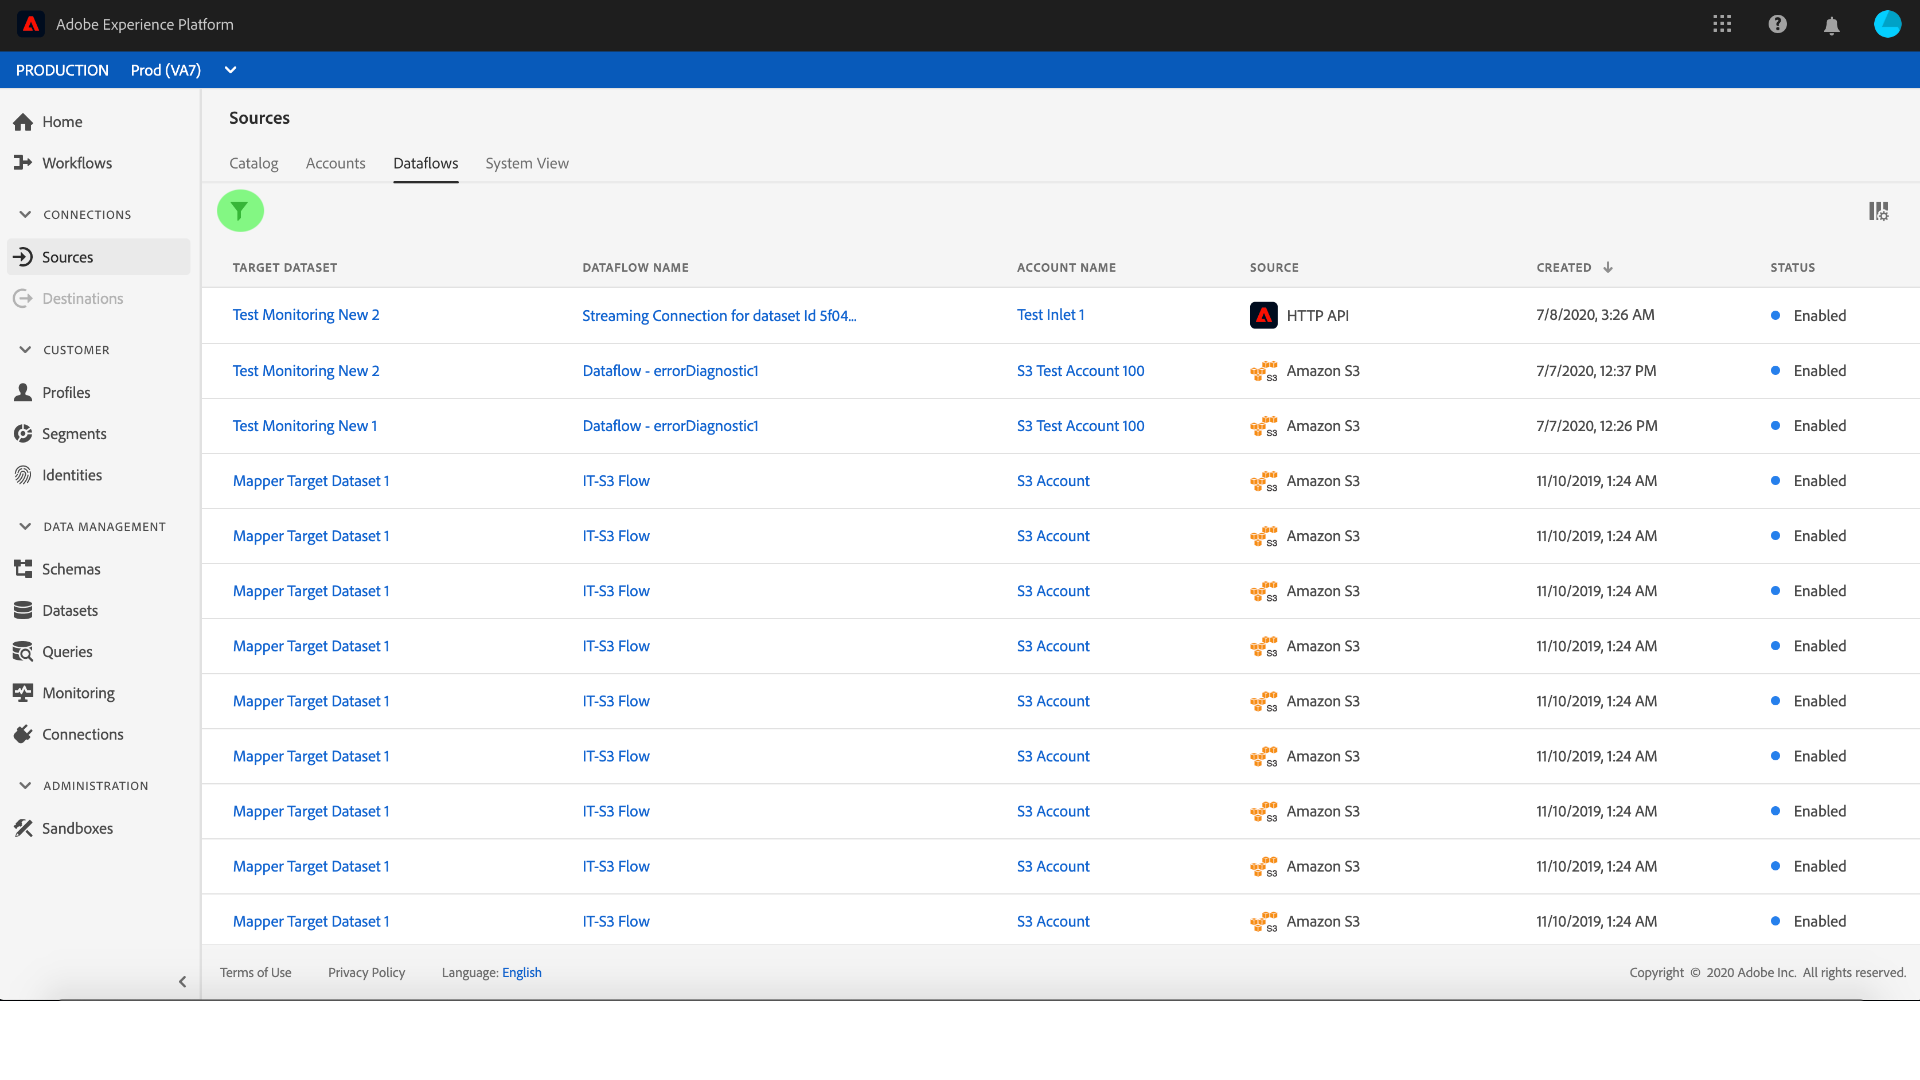 Adobe Experience Platform
PRODUCTION Prod (VA7)
Home
Workflows
CONNECTIONS
Sources
Destinations
CUSTOMER
Profiles
Segments
Identities
DATA MANAGEMENT
Schemas
Datasets
Queries
Monitoring
Connections
ADMINISTRATION
Sandboxes
Sources
Catalog Accounts Dataflows System View
TARGET DATASET DATAFLOW NAME ACCOUNT NAME SOURCE CREATED STATUS
Test Monitoring New 2 Streaming Connection for dataset Id 5f04... Test Inlet 1 HTTP API 7/8/2020, 3:26 AM Enabled
Test Monitoring New 2 Dataflow - errorDiagnostic1 S3 Test Account 100 S3 Amazon S3 7/7/2020, 12:37 PM Enabled
Test Monitoring New 1 Dataflow - errorDiagnostic1 S3 Test Account 100 S3 Amazon S3 7/7/2020, 12:26 PM Enabled
Mapper Target Dataset 1 IT-S3 Flow S3 Account S3 Amazon S3 11/10/2019, 1:24 AM Enabled
Mapper Target Dataset 1 IT-S3 Flow S3 Account S3 Amazon S3 11/10/2019, 1:24 AM Enabled
Mapper Target Dataset 1 IT-S3 Flow S3 Account S3 Amazon S3 11/10/2019, 1:24 AM Enabled
Mapper Target Dataset 1 IT-S3 Flow S3 Account S3 Amazon S3 11/10/2019, 1:24 AM Enabled
Mapper Target Dataset 1 IT-S3 Flow S3 Account S3 Amazon S3 11/10/2019, 1:24 AM Enabled
Mapper Target Dataset 1 IT-S3 Flow S3 Account S3 Amazon S3 11/10/2019, 1:24 AM Enabled
Mapper Target Dataset 1 IT-S3 Flow S3 Account S3 Amazon S3 11/10/2019, 1:24 AM Enabled
Mapper Target Dataset 1 IT-S3 Flow S3 Account S3 Amazon S3 11/10/2019, 1:24 AM Enabled
Mapper Target Dataset 1 IT-S3 Flow S3 Account S3 Amazon S3 11/10/2019, 1:24 AM Enabled
Terms of Use Privacy Policy Language: English Copyright © 2020 Adobe Inc. All rights reserved.